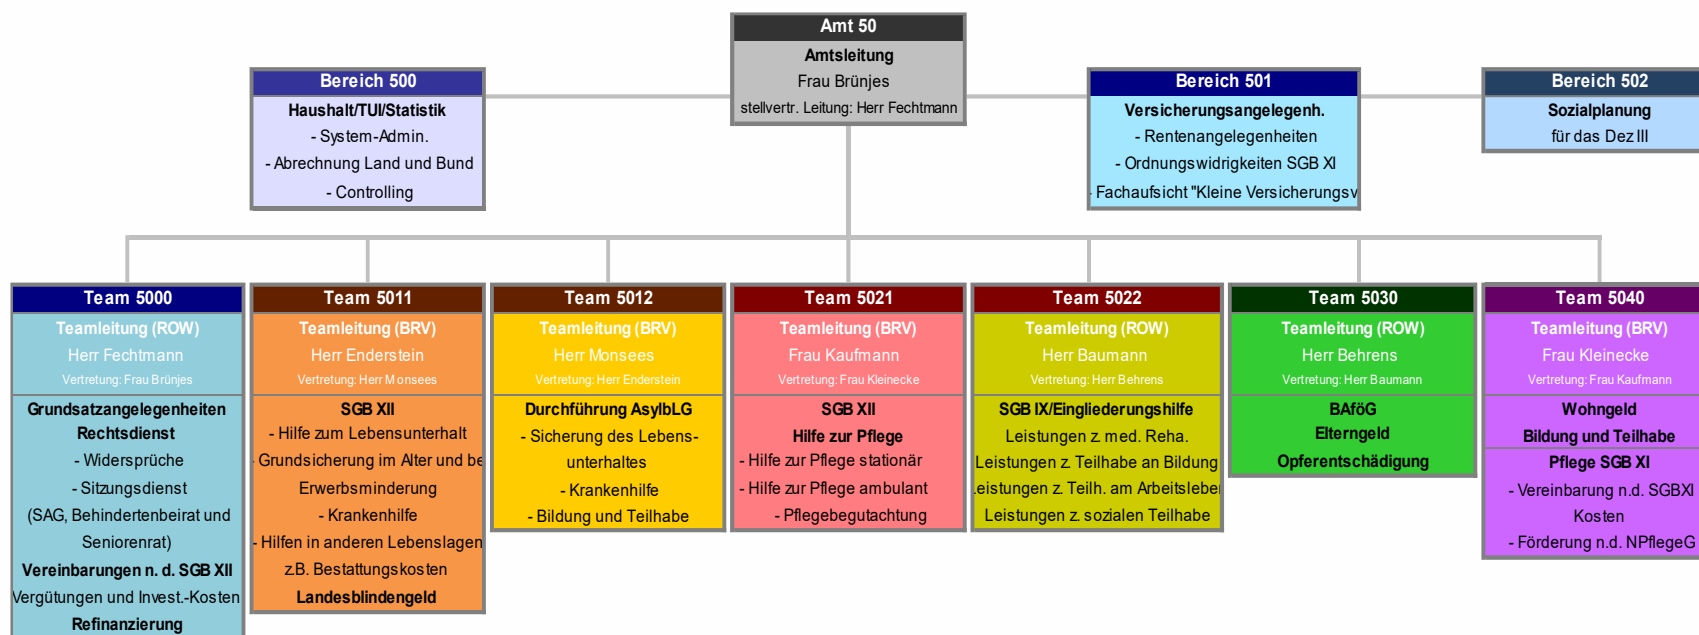 Amt 50
Amtsleitung
Frau Brünjes
stellvertr. Leitung: Herr Fechtmann
Bereich 500
Haushalt/TUI/Statistik
- System-Admin.
- Abrechnung Land und Bund
- Controlling
Bereich 501
Versicherungsangelegenh.
- Rentenangelegenheiten
- Ordnungswidrigkeiten SGB XI
- Fachaufsicht "Kleine Versicherungsv
Bereich 502
Sozialplanung
für das Dez III
Team 5000
Teamleitung (ROW)
Herr Fechtmann
Vertretung: Frau Brünjes
Grundsatzangelegenheiten
Rechtsdienst
- Widersprüche
- Sitzungsdienst
(SAG, Behindertenbeirat und
Seniorenrat)
Vereinbarungen n. d. SGB XII
Vergütungen und Invest.-Kosten
Refinanzierung
Team 5011
Teamleitung (BRV)
Herr Enderstein
Vertretung: Herr Monsees
SGB XII
- Hilfe zum Lebensunterhalt
- Grundsicherung im Alter und be
Erwerbsminderung
- Krankenhilfe
- Hilfen in anderen Lebenslagen
z.B. Bestattungskosten
Landesblindengeld
Team 5012
Teamleitung (BRV)
Herr Monsees
Vertretung: Herr Enderstein
Durchführung AsylbLG
- Sicherung des Lebens-
unterhaltes
- Krankenhilfe
- Bildung und Teilhabe
Team 5021
Teamleitung (BRV)
Frau Kaufmann
Vertretung: Frau Kleinecke
SGB XII
Hilfe zur Pflege
- Hilfe zur Pflege stationär
- Hilfe zur Pflege ambulant
- Pflegebegutachtung
Team 5022
Teamleitung (ROW)
Herr Baumann
Vertretung: Herr Behrens
SGB IX/Eingliederungshilfe
Leistungen z. med. Reha.
Leistungen z. Teilhabe an Bildung
eistungen z. Teilh. am Arbeitslebe
Leistungen z. sozialen Teilhabe
Team 5030
Teamleitung (ROW)
Herr Behrens
Vertretung: Herr Baumann
BAföG
Elterngeld
Opferentschädigung
Team 5040
Teamleitung (BRV)
Frau Kleinecke
Vertretung: Frau Kaufmann
Wohngeld
Bildung und Teilhabe
Pflege SGB XI
- Vereinbarung n.d. SGBXI
Kosten
- Förderung n.d. NPflegeG